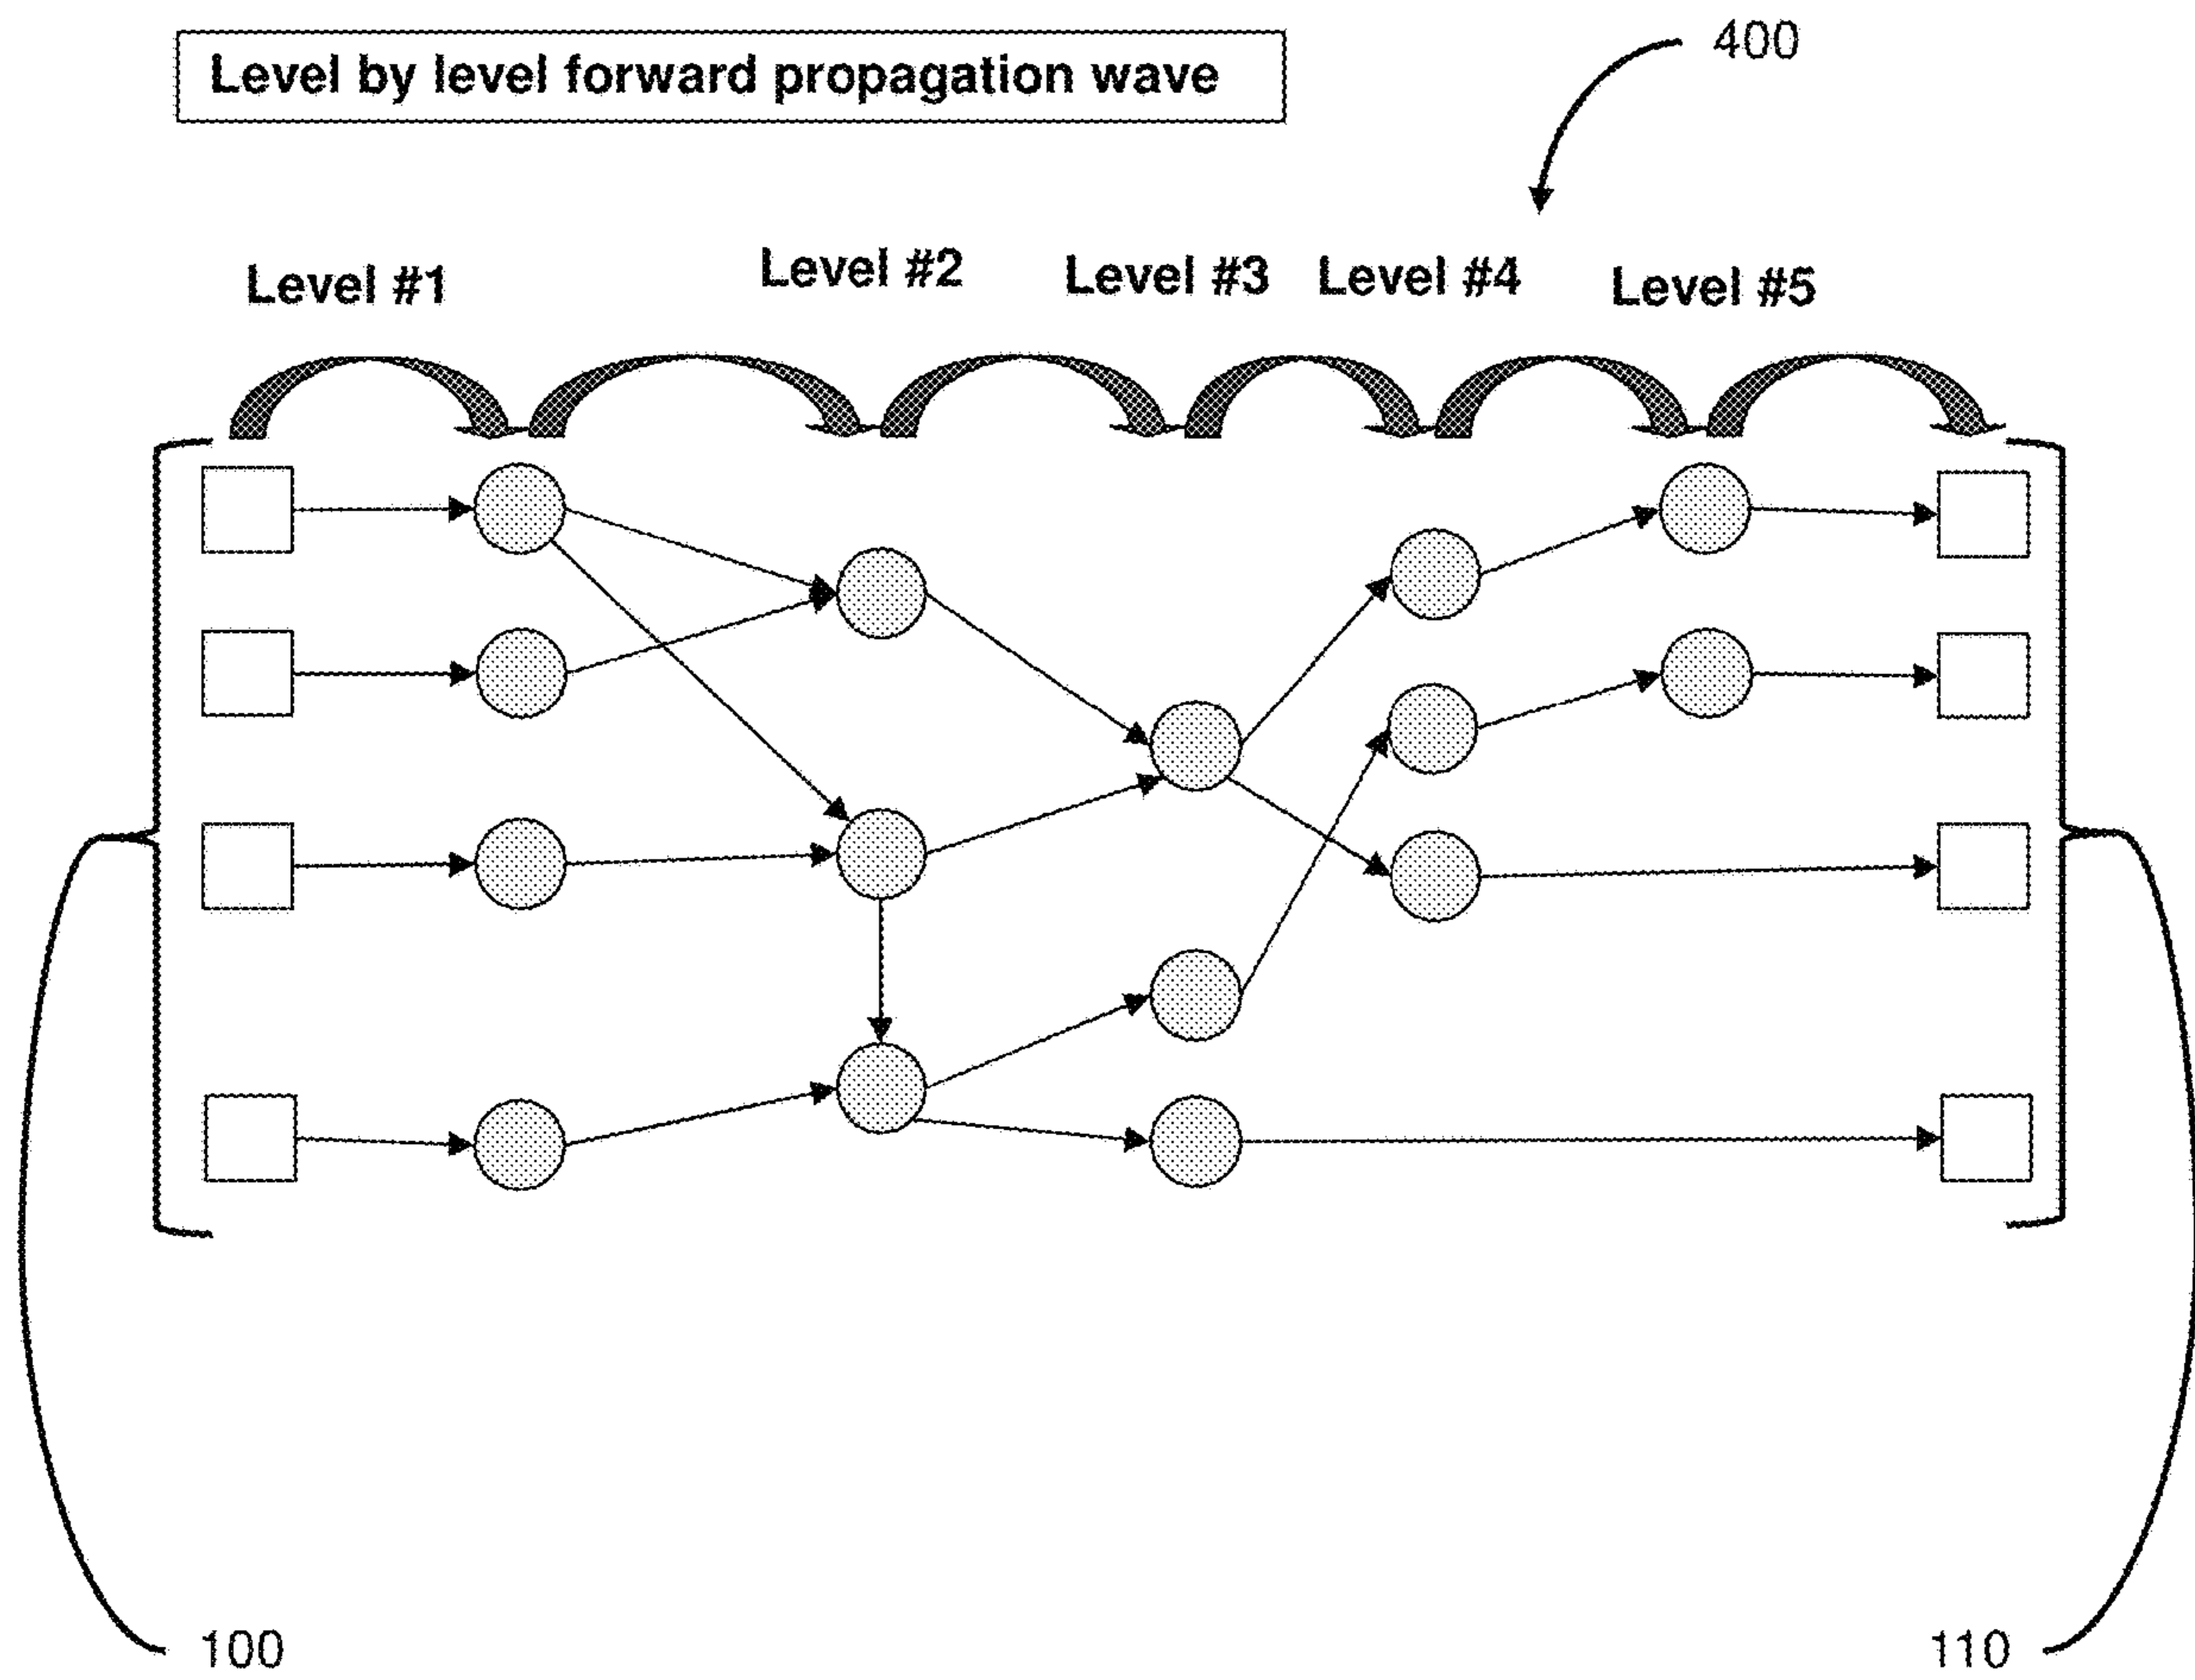 Level by level forward propagation wave
400
Level #1
Level #2
Level #3
Level #4
Level #5
100
110